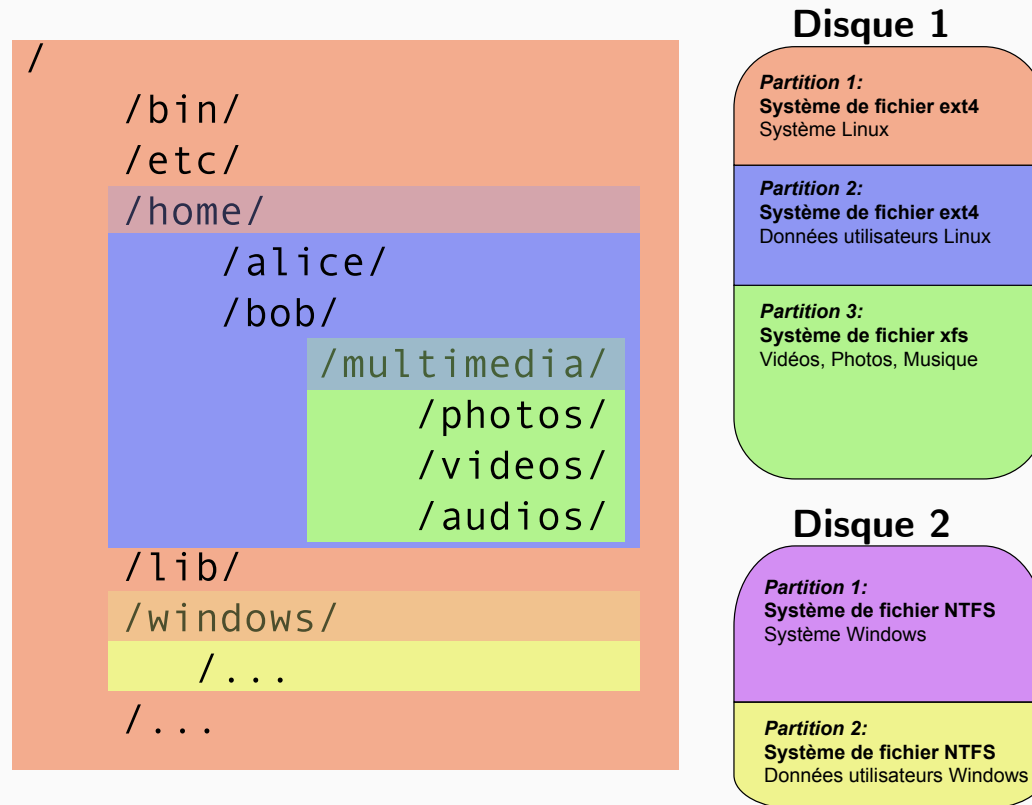 /
/bin/
/etc/
/home/
/alice/
/bob/
/multimedia/
/photos/
/videos/
/audios/
/lib/
/windows/
/...
/...
Disque 1
Partition 1:
Système de fichier ext4
Système Linux
Partition 2:
Système de fichier ext4
Données utilisateurs Linux
Partition 3:
Système de fichier xfs
Vidéos, Photos, Musique
Disque 2
Partition 1:
Système de fichier NTFS
Système Windows
Partition 2:
Système de fichier NTFS
Données utilisateurs Windows